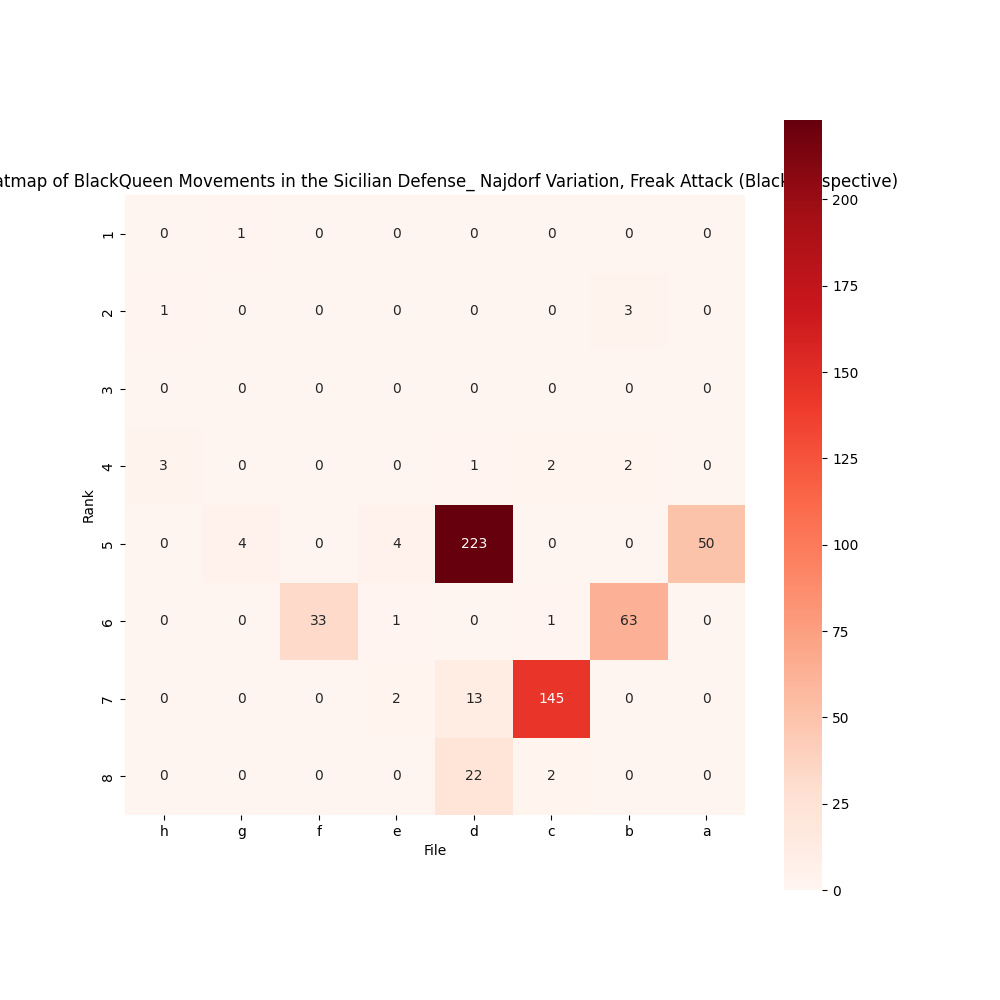 atmap of BlackQueen Movements in the Sicilian Defense_ Najdorf Variation, Freak Attack (Black spective)
200
175
150
125
100
75
50
25
0
Rank
1 0 1 0 0 0 0 0 0
2 1 0 0 0 0 0 3 0
3 0 0 0 0 0 0 0 0
4 3 0 0 0 1 2 2 0
5 0 4 0 4 223 0 0 50
6 0 0 33 1 0 1 63 0
7 0 0 0 2 13 145 0 0
8 0 0 0 0 22 2 0 0
h g f e d c b a
File